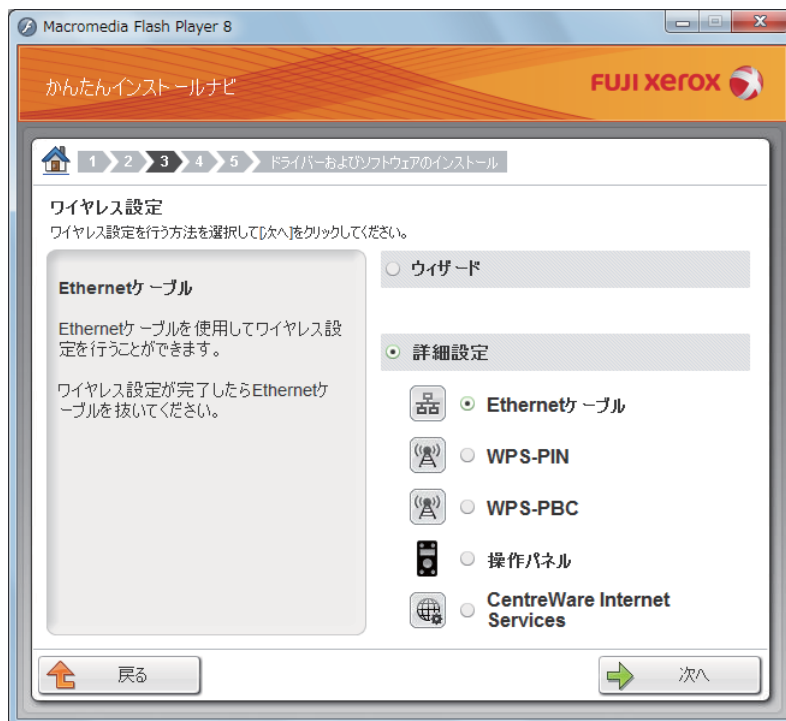 Macromedia Flash Player 8
かんたんインストールナビ
FUJI xerox
1 2 3 4 5 ドライバーおよびソフトウェアのインストール
ワイヤレス設定
ワイヤレス設定を行う方法を選択して[次へ]をクリックしてください。
Ethernetケーブル
Ethernetケーブルを使用してワイヤレス設
定を行うことができます。
ワイヤレス設定が完了したらEthernetケ
ーブルを抜いてください。
ウィザード
詳細設定
Ethernetケーブル
WPS-PIN
WPS-PBC
操作パネル
CentreWare Internet
Services
戻る
次へ